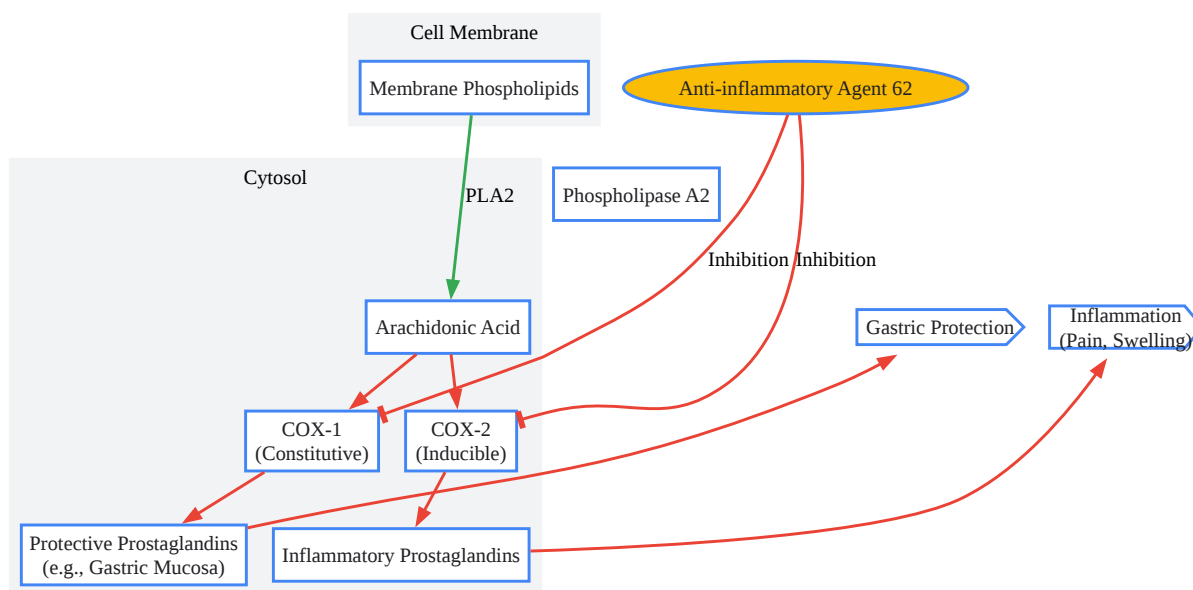 Cell Membrane
Membrane Phospholipids
Anti-inflammatory Agent 62
Cytosol
PLA2
Phospholipase A2
Inhibition
Inhibition
Arachidonic Acid
Gastric Protection
Inflammation
(Pain, Swelling)
COX-1
(Constitutive)
COX-2
(Inducible)
Protective Prostaglandins
(e.g., Gastric Mucosa)
Inflammatory Prostaglandins